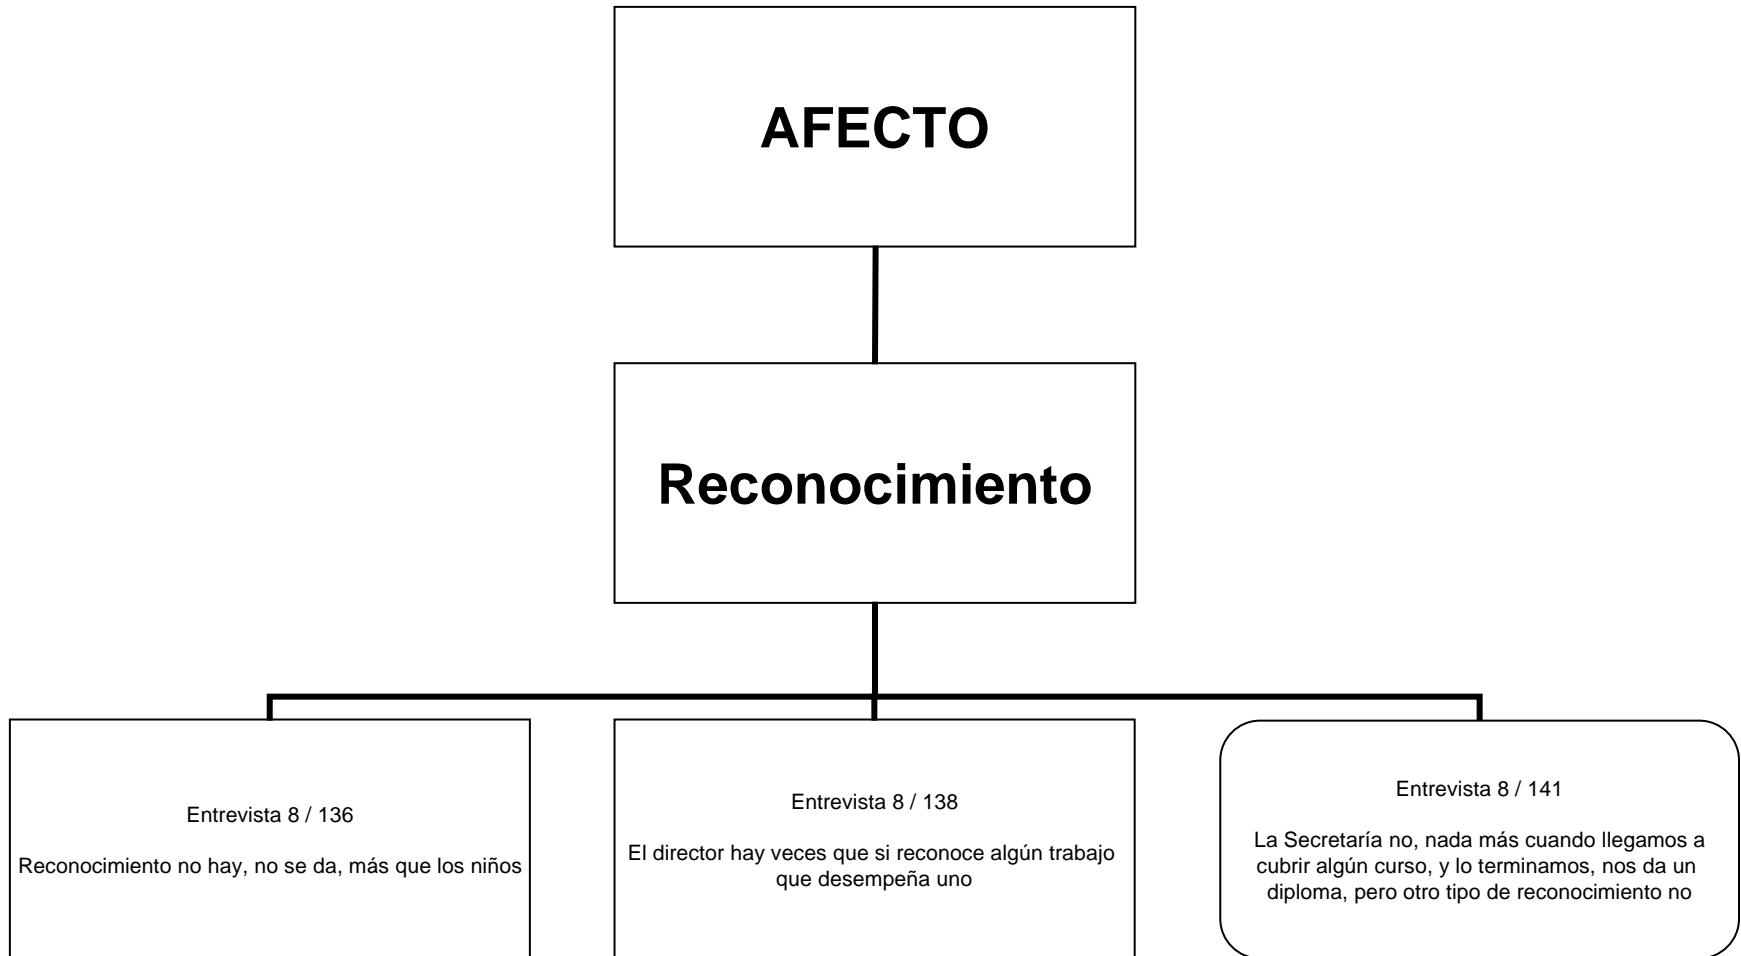 AFECTO
Reconocimiento
Entrevista 8 / 136
Reconocimiento no hay, no se da, más que los niños
Entrevista 8 / 138
El director hay veces que si reconoce algún trabajo
que desempeña uno
Entrevista 8 / 141
La Secretaría no, nada más cuando llegamos a
cubrir algún curso, y lo terminamos, nos da un
diploma, pero otro tipo de reconocimiento no